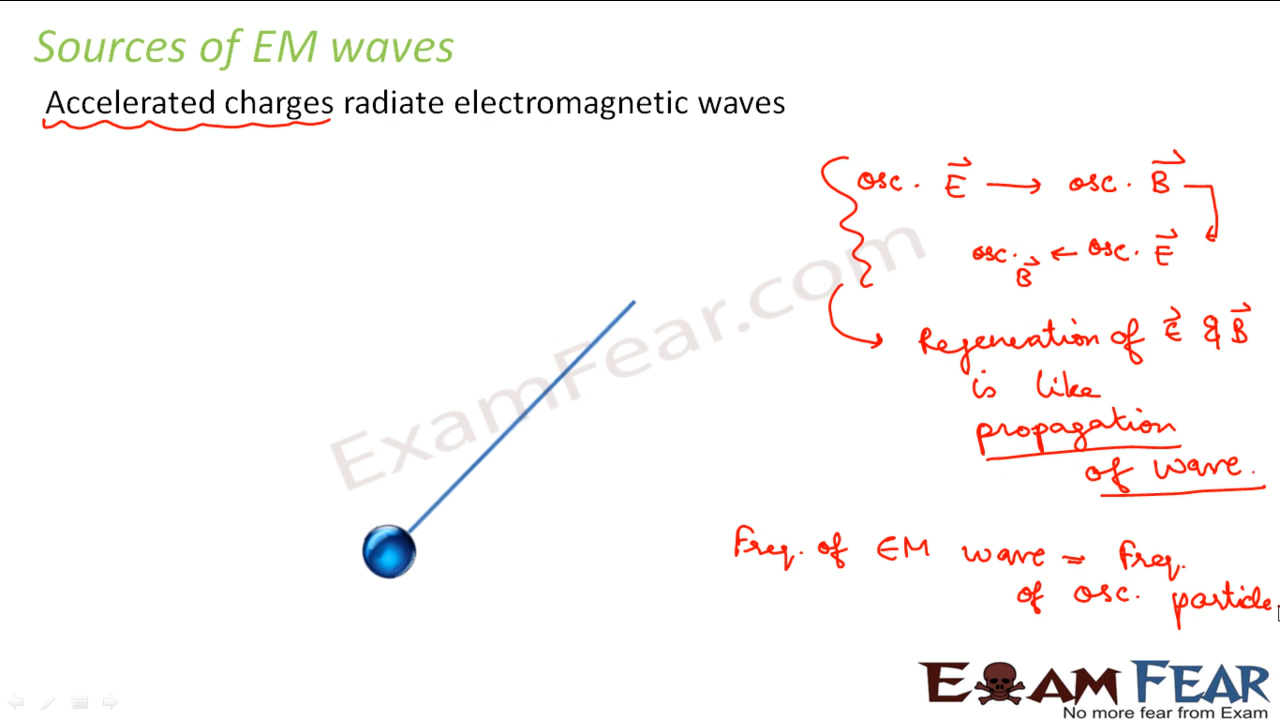 Sources of EM waves
Accelerated charges radiate electromagnetic waves
osc. E → osc. B
osc. B ← osc. E
Regeneration of E & B
is like
propagation
of wave.
Freq. of EM wave = Freq.
of osc. particle
ExamFear.com
EXAM FEAR
No more fear from Exam